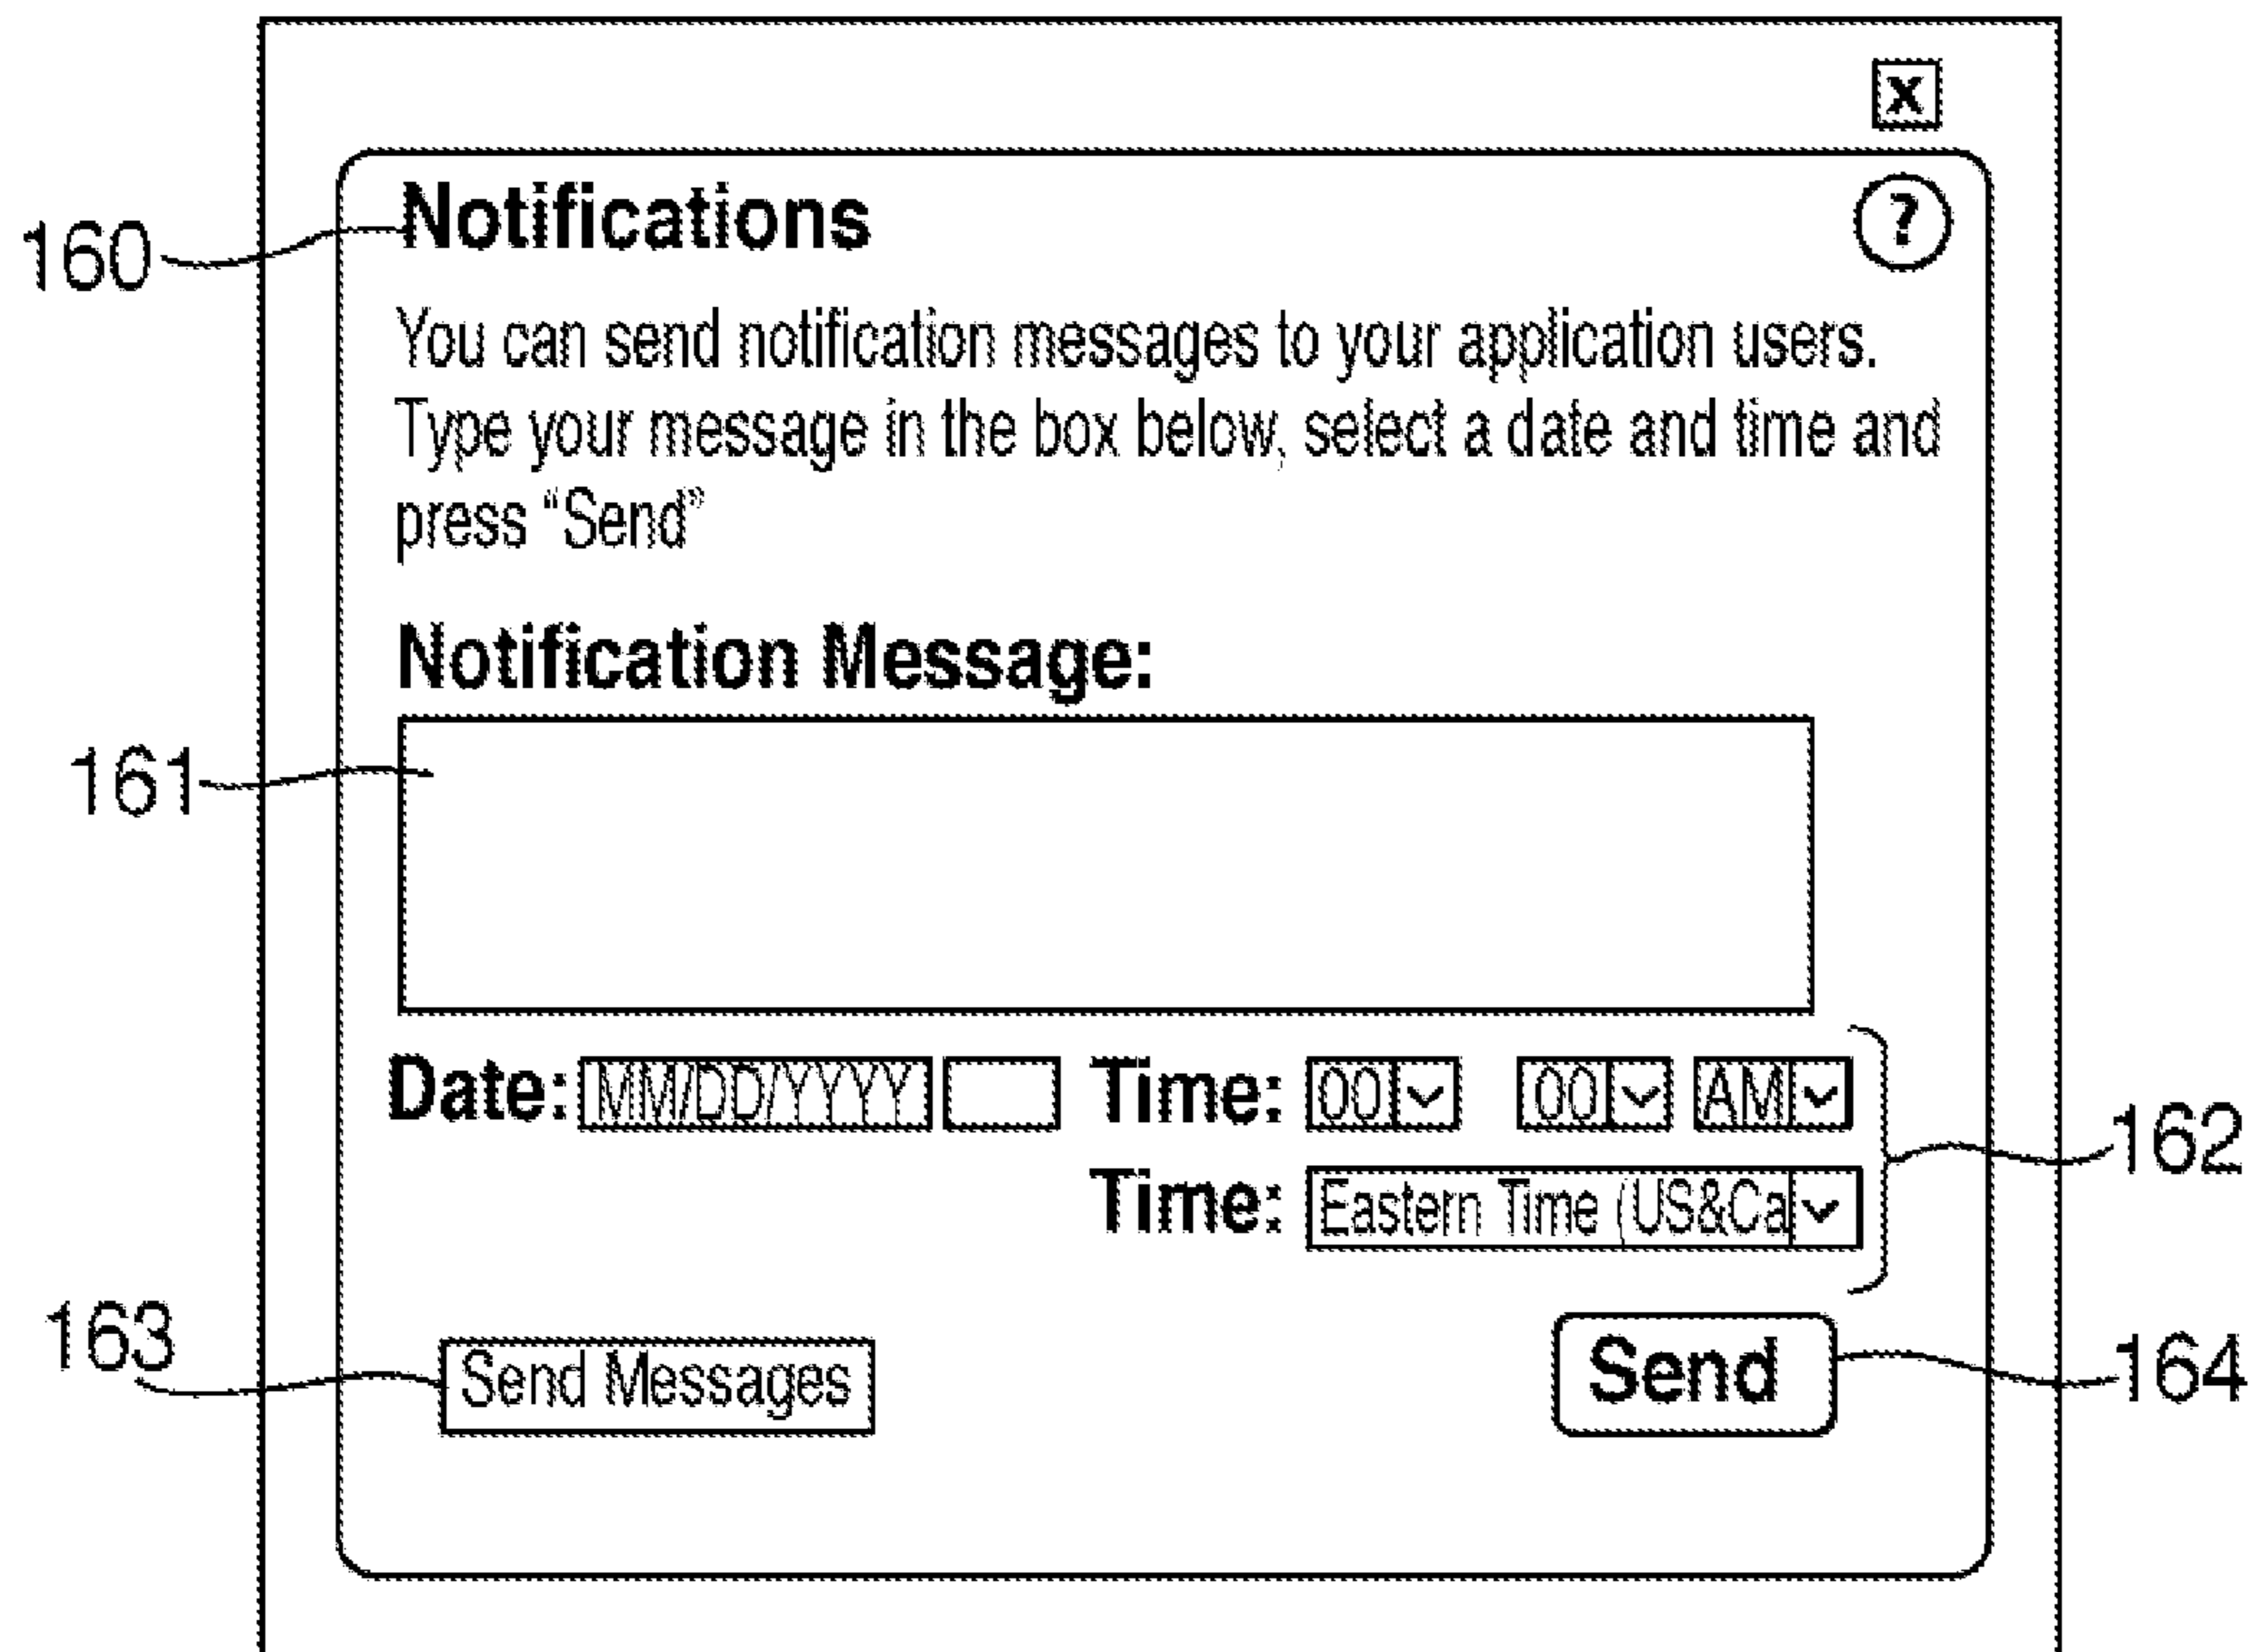 x
160 Notifications ?
You can send notification messages to your application users.
Type your message in the box below, select a date and time and
press “Send”
Notification Message:
161
Date: MM/DD/YYYY Time: 00 00 AM
162
Time: Eastern Time (US&Ca
163 Send Messages Send 164